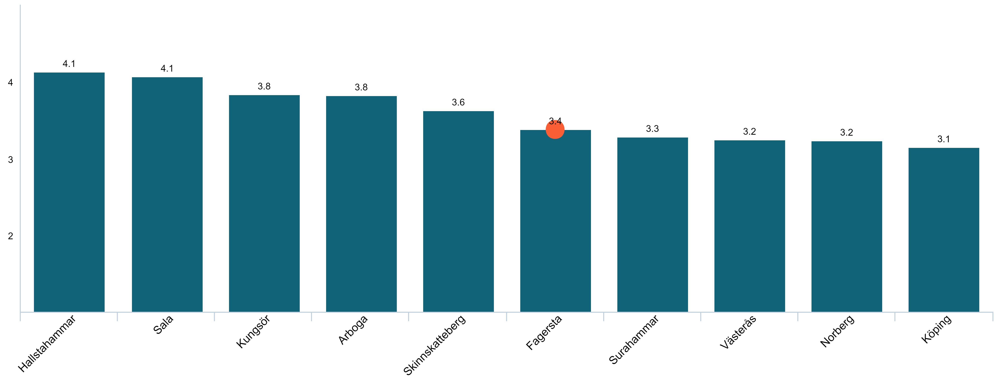 4.1
4.1
3.8
3.8
3.6
3.4
3.3
3.2
3.2
3.1
4
3
2
Hallstahammar
Sala
Kungsör
Arboga
Skinnskatteberg
Fagersta
Surahammar
Västerås
Norberg
Köping